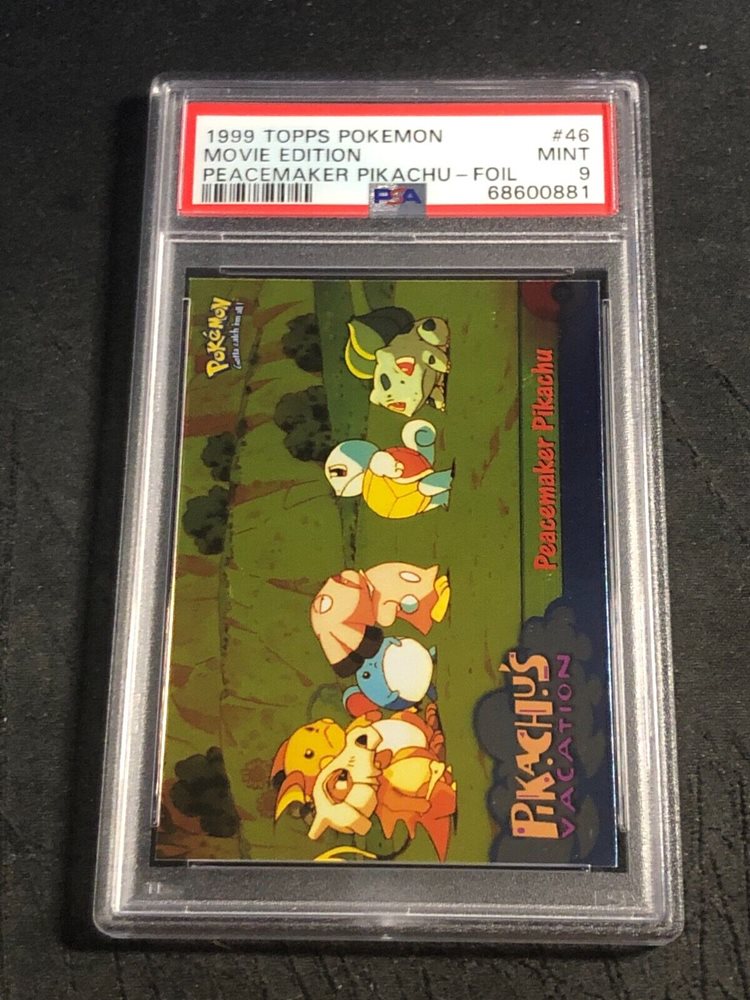 1999 TOPPS POKEMON #46
MOVIE EDITION MINT
PEACEMAKER PIKACHU-FOIL 9
PSA 68600881
POKéMON
Gotta catch 'em all!
Peacemaker Pikachu
PIKACHU'S
VACATION